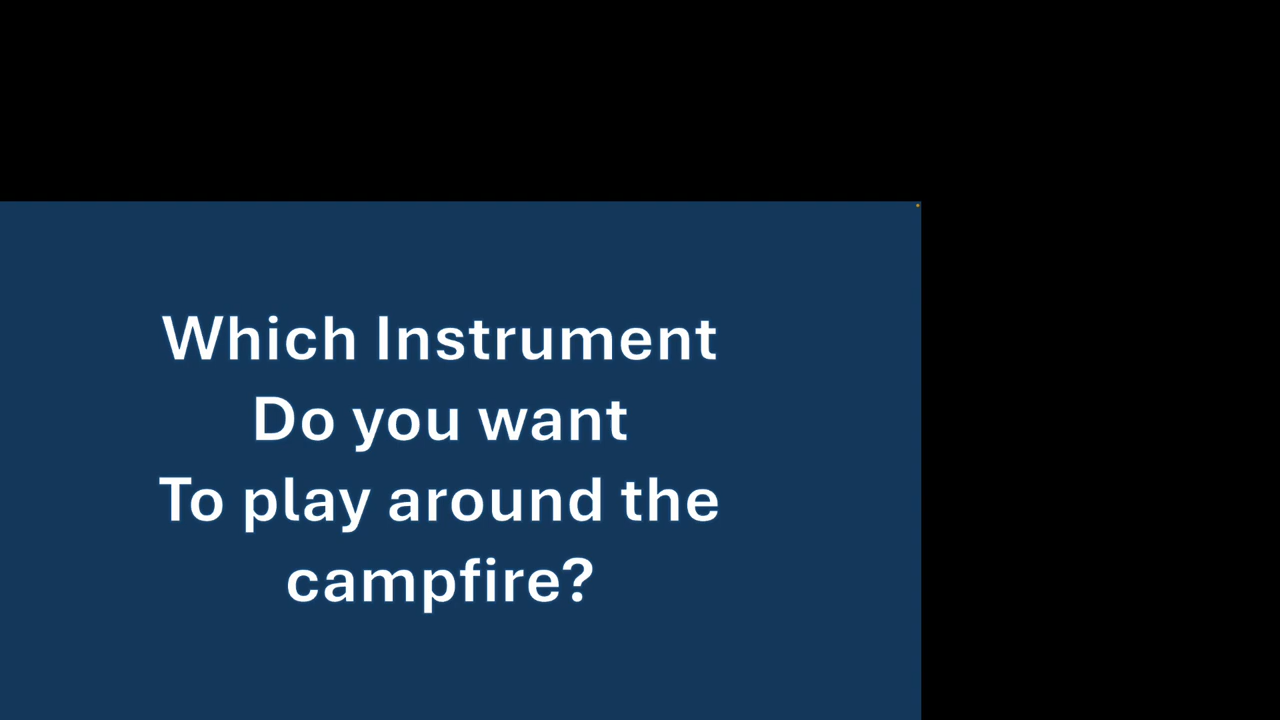 Which Instrument
Do you want
To play around the
campfire?